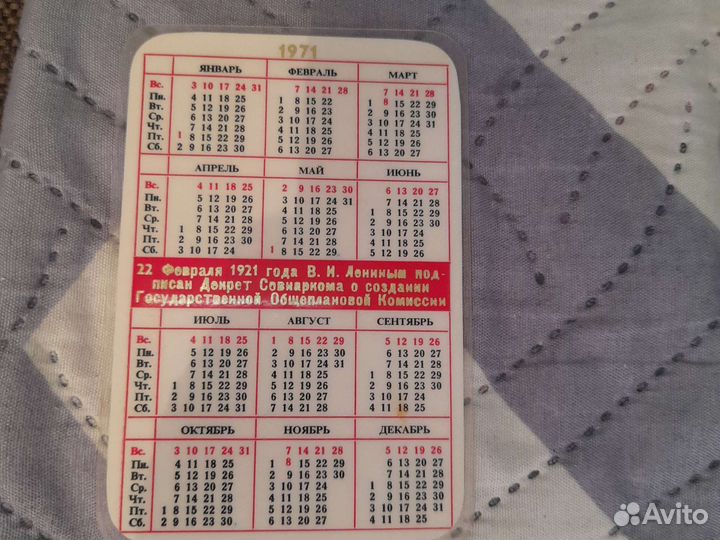 1971
ЯНВАРЬ ФЕВРАЛЬ МАРТ
Вс. 3 10 17 24 31 7 14 21 28 7 14 21 28
Пн. 4 11 18 25 1 8 15 22 1 8 15 22 29
Вт. 5 12 19 26 2 9 16 23 2 9 16 23 30
Ср. 6 13 20 27 3 10 17 24 3 10 17 24 31
Чт. 7 14 21 28 4 11 18 25 4 11 18 25
Пт. 1 8 15 22 29 5 12 19 26 5 12 19 26
Сб. 2 9 16 23 30 6 13 20 27 6 13 20 27
АПРЕЛЬ МАЙ ИЮНЬ
Вс. 4 11 18 25 2 9 16 23 30 6 13 20 27
Пн. 5 12 19 26 3 10 17 24 31 7 14 21 28
Вт. 6 13 20 27 4 11 18 25 1 8 15 22 29
Ср. 7 14 21 28 5 12 19 26 2 9 16 23 30
Чт. 1 8 15 22 29 6 13 20 27 3 10 17 24
Пт. 2 9 16 23 30 7 14 21 28 4 11 18 25
Сб. 3 10 17 24 1 8 15 22 29 5 12 19 26
22 Февраля 1921 года В. И. Лениным под-
писан Декрет Совнаркома о создании
Государственной Общеплановой Комиссии
ИЮЛЬ АВГУСТ СЕНТЯБРЬ
Вс. 4 11 18 25 1 8 15 22 29 5 12 19 26
Пн. 5 12 19 26 2 9 16 23 30 6 13 20 27
Вт. 6 13 20 27 3 10 17 24 31 7 14 21 28
Ср. 7 14 21 28 4 11 18 25 1 8 15 22 29
Чт. 1 8 15 22 29 5 12 19 26 2 9 16 23 30
Пт. 2 9 16 23 30 6 13 20 27 3 10 17 24
Сб. 3 10 17 24 31 7 14 21 28 4 11 18 25
ОКТЯБРЬ НОЯБРЬ ДЕКАБРЬ
Вс. 3 10 17 24 31 7 14 21 28 5 12 19 26
Пн. 4 11 18 25 1 8 15 22 29 6 13 20 27
Вт. 5 12 19 26 2 9 16 23 30 7 14 21 28
Ср. 6 13 20 27 3 10 17 24 1 8 15 22 29
Чт. 7 14 21 28 4 11 18 25 2 9 16 23 30
Пт. 1 8 15 22 29 5 12 19 26 3 10 17 24 31
Сб. 2 9 16 23 30 6 13 20 27 4 11 18 25
Avito